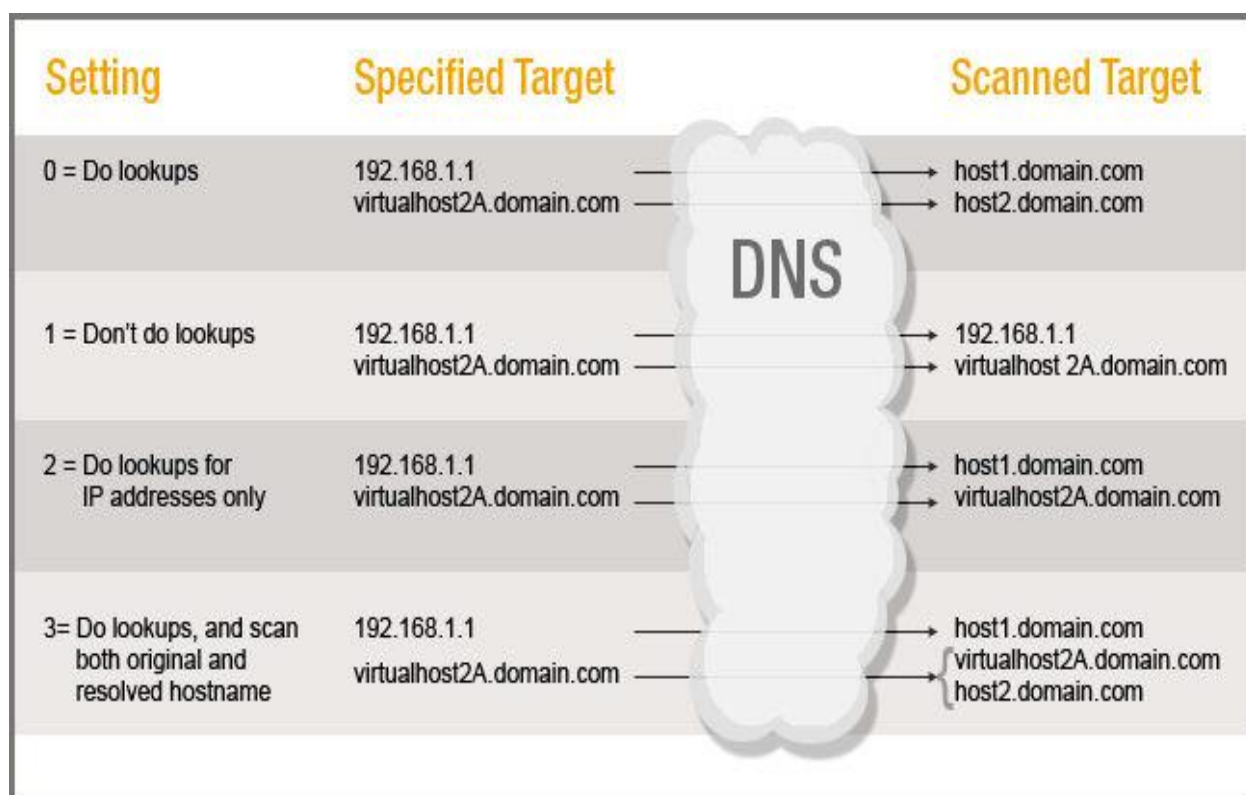 Setting Specified Target Scanned Target
0 = Do lookups 192.168.1.1 host1.domain.com
virtualhost2A.domain.com host2.domain.com
DNS
1 = Don't do lookups 192.168.1.1 192.168.1.1
virtualhost2A.domain.com virtualhost 2A.domain.com
2 = Do lookups for 192.168.1.1 host1.domain.com
IP addresses only virtualhost2A.domain.com virtualhost2A.domain.com
3= Do lookups, and scan 192.168.1.1 host1.domain.com
both original and virtualhost2A.domain.com virtualhost2A.domain.com
resolved hostname host2.domain.com